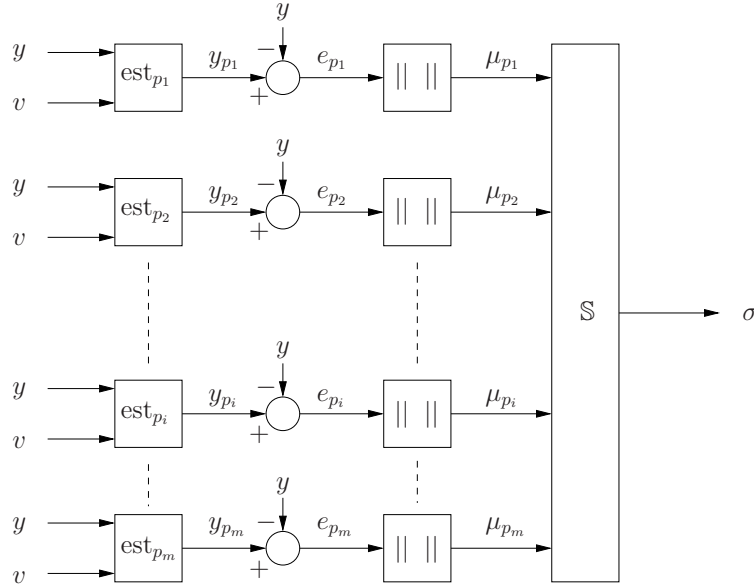 y
y − y_{p_1} e_{p_1} μ_{p_1}
est_{p_1} || ||
v +
y
y − y_{p_2} e_{p_2} μ_{p_2}
est_{p_2} || ||
v +
𝕊 σ
y
y − y_{p_i} e_{p_i} μ_{p_i}
est_{p_i} || ||
v +
y
y − y_{p_m} e_{p_m} μ_{p_m}
est_{p_m} || ||
v +